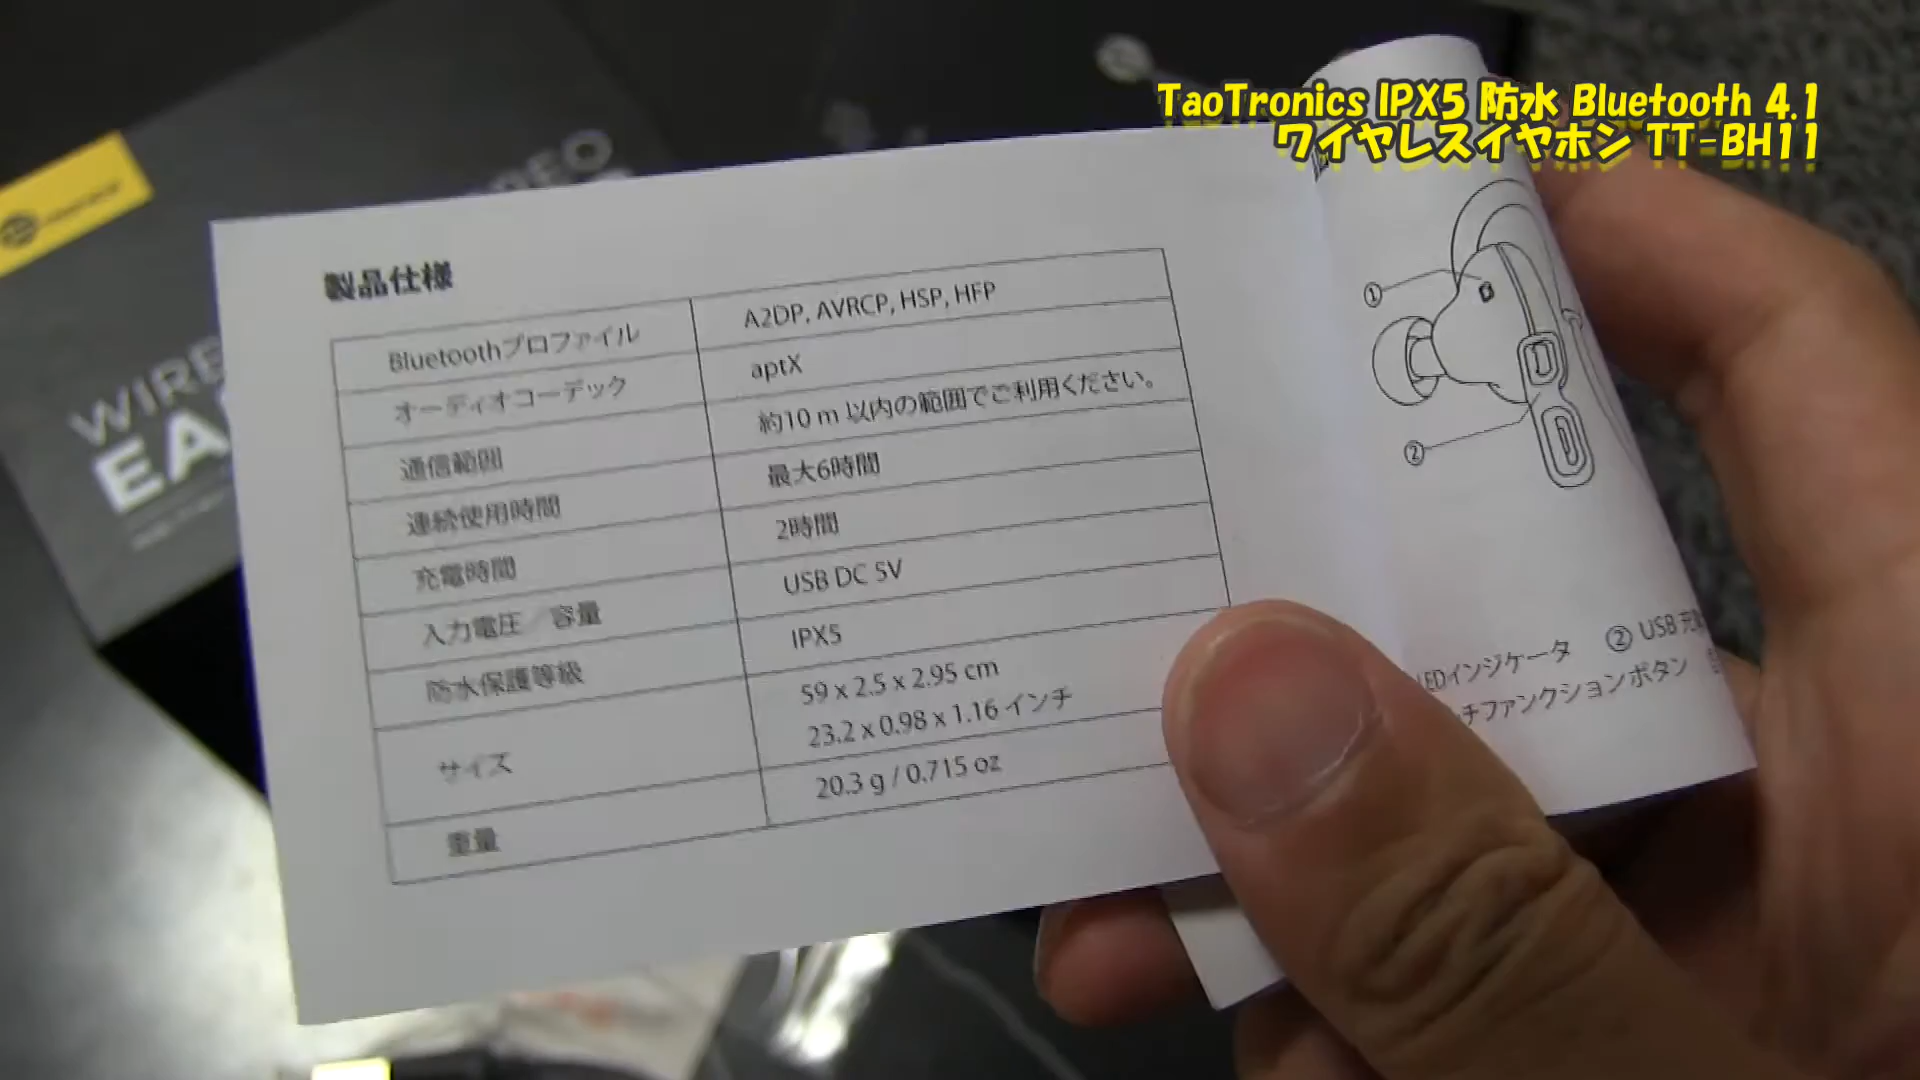 TaoTronics IPX5 防水 Bluetooth 4.1
ワイヤレスイヤホン TT-BH11
製品仕様
Bluetoothプロファイル A2DP, AVRCP, HSP, HFP
オーディオコーデック aptX
通信範囲 約10 m 以内の範囲でご利用ください。
連続使用時間 最大6時間
充電時間 2時間
入力電圧／容量 USB DC 5V
防水保護等級 IPX5
サイズ 59 x 2.5 x 2.95 cm
23.2 x 0.98 x 1.16 インチ
重量 20.3 g / 0.715 oz
①
②
LEDインジケータ ② USB 充
チファンクションボタン
WIRE
EA